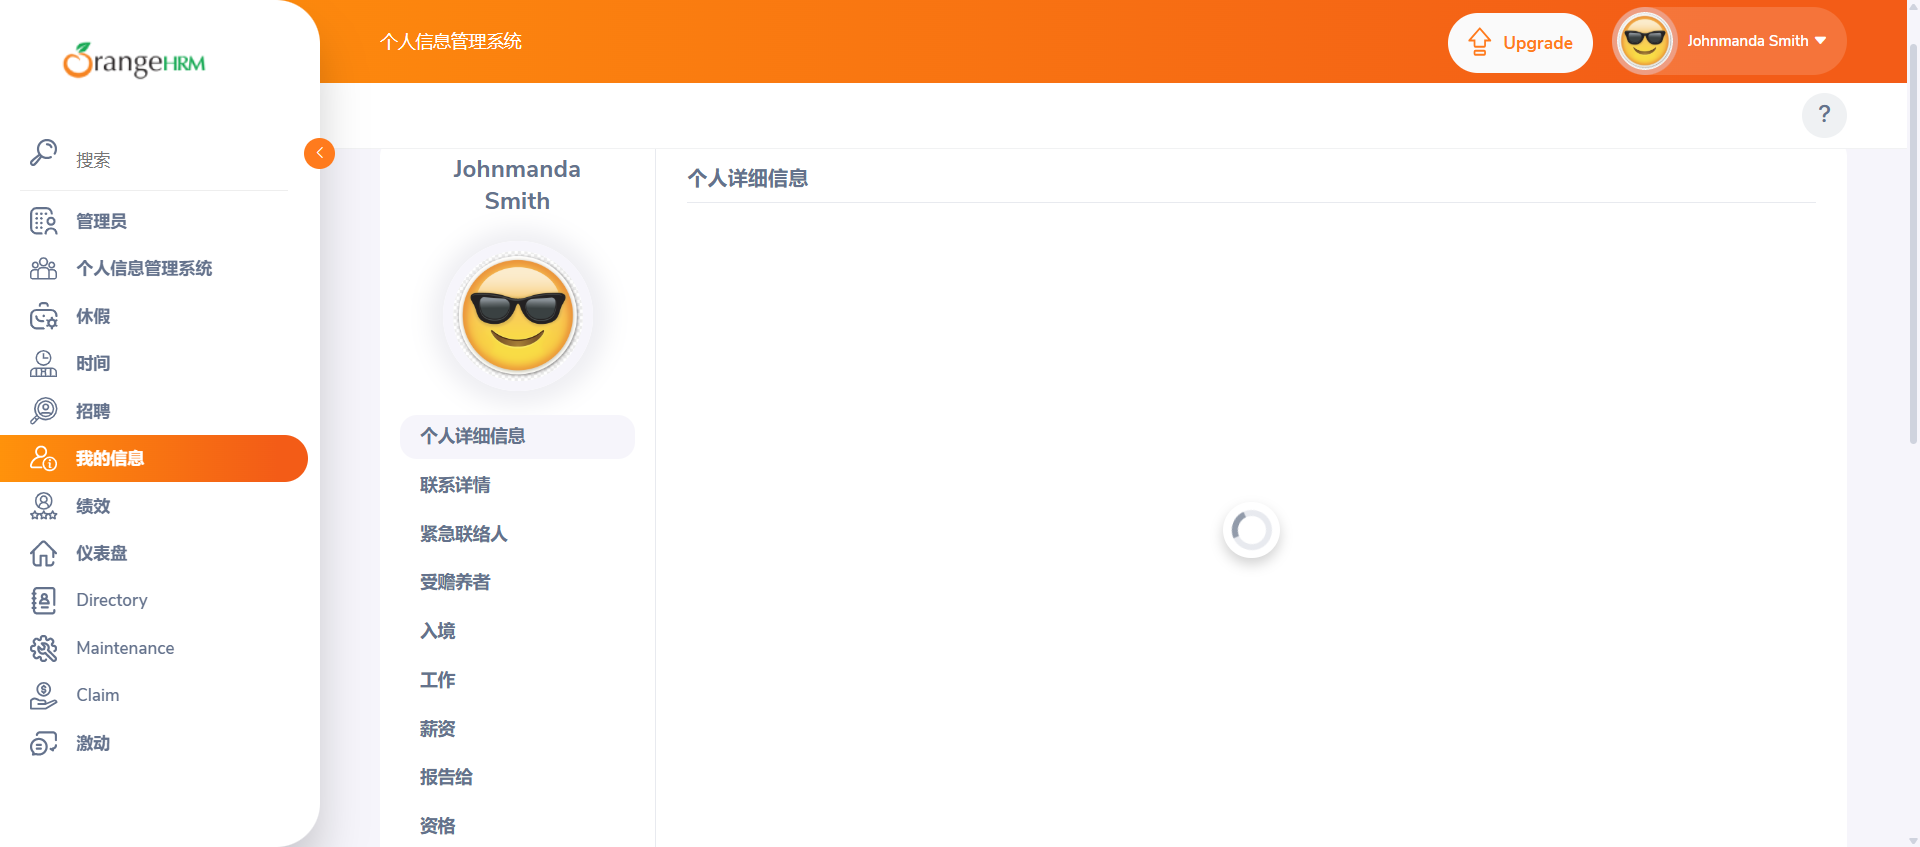 OrangeHRM
搜索
管理员
个人信息管理系统
休假
时间
招聘
我的信息
绩效
仪表盘
Directory
Maintenance
Claim
激动
个人信息管理系统
Upgrade
Johnmanda Smith
?
Johnmanda
Smith
个人详细信息
联系详情
紧急联络人
受赡养者
入境
工作
薪资
报告给
资格
个人详细信息